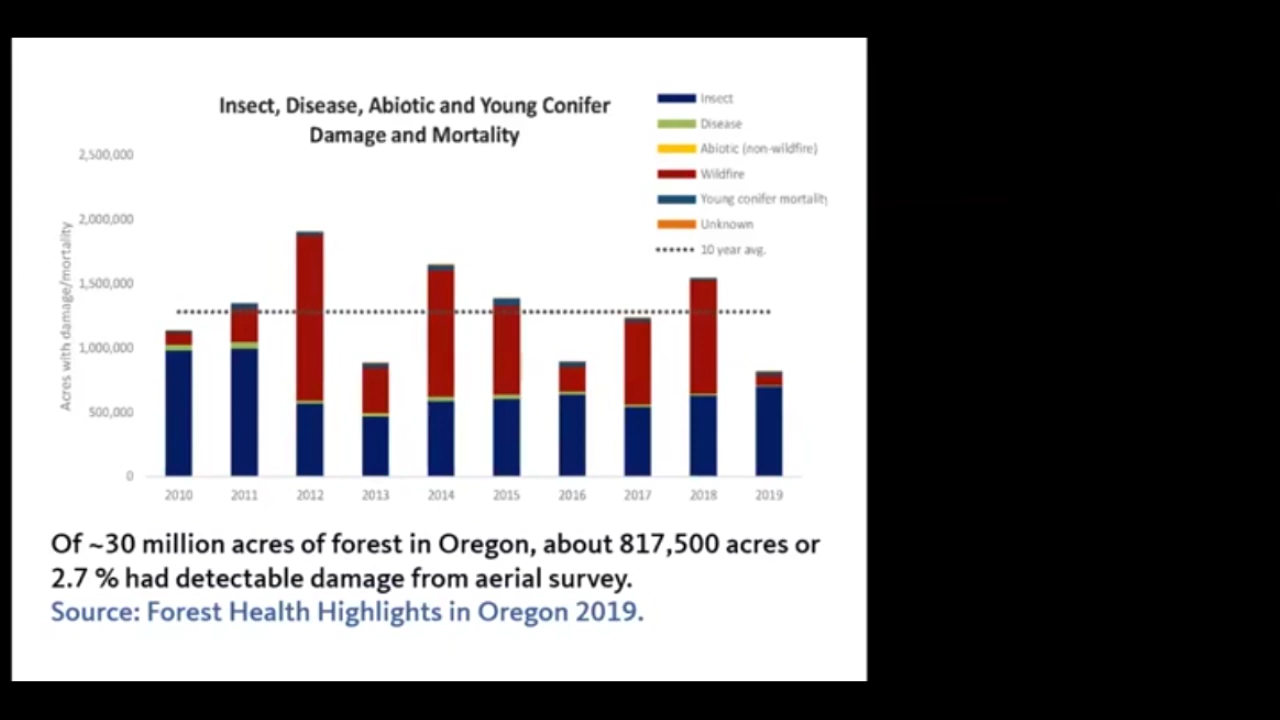 Insect, Disease, Abiotic and Young Conifer
Damage and Mortality
Insect
Disease
Abiotic (non-wildfire)
Wildfire
Young conifer mortality
Unknown
10 year avg.
Acres with damage/mortality
2,500,000
2,000,000
1,500,000
1,000,000
500,000
0
2010 2011 2012 2013 2014 2015 2016 2017 2018 2019
Of ~30 million acres of forest in Oregon, about 817,500 acres or
2.7 % had detectable damage from aerial survey.
Source: Forest Health Highlights in Oregon 2019.